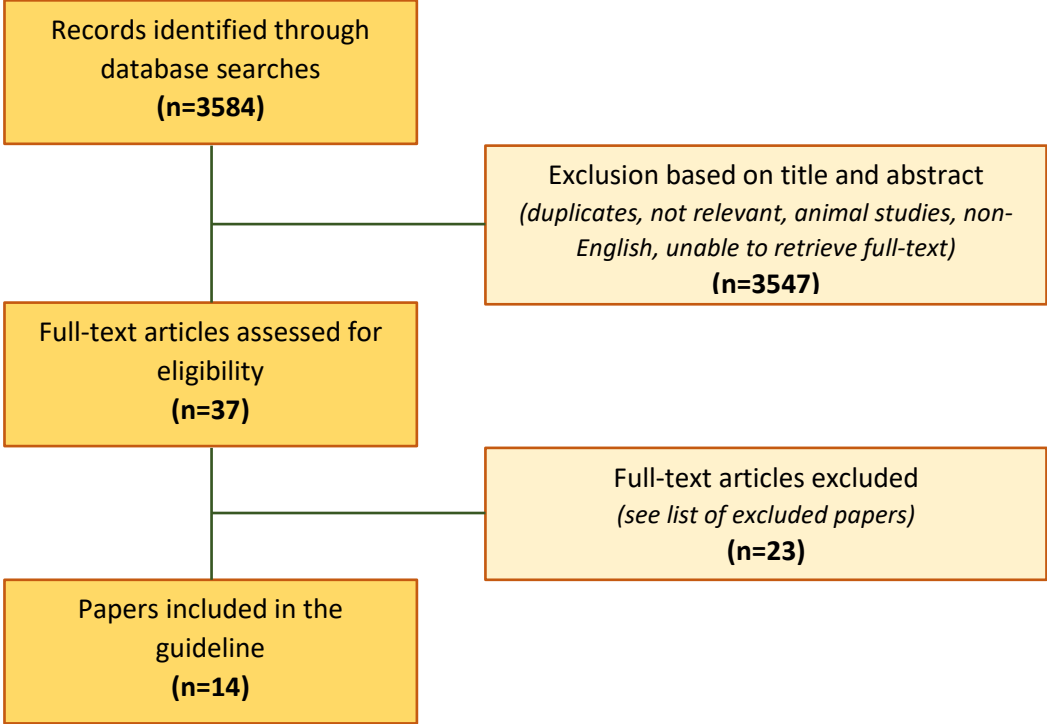 Records identified through
database searches
(n=3584)
Exclusion based on title and abstract
(duplicates, not relevant, animal studies, non-
English, unable to retrieve full-text)
(n=3547)
Full-text articles assessed for
eligibility
(n=37)
Full-text articles excluded
(see list of excluded papers)
(n=23)
Papers included in the
guideline
(n=14)